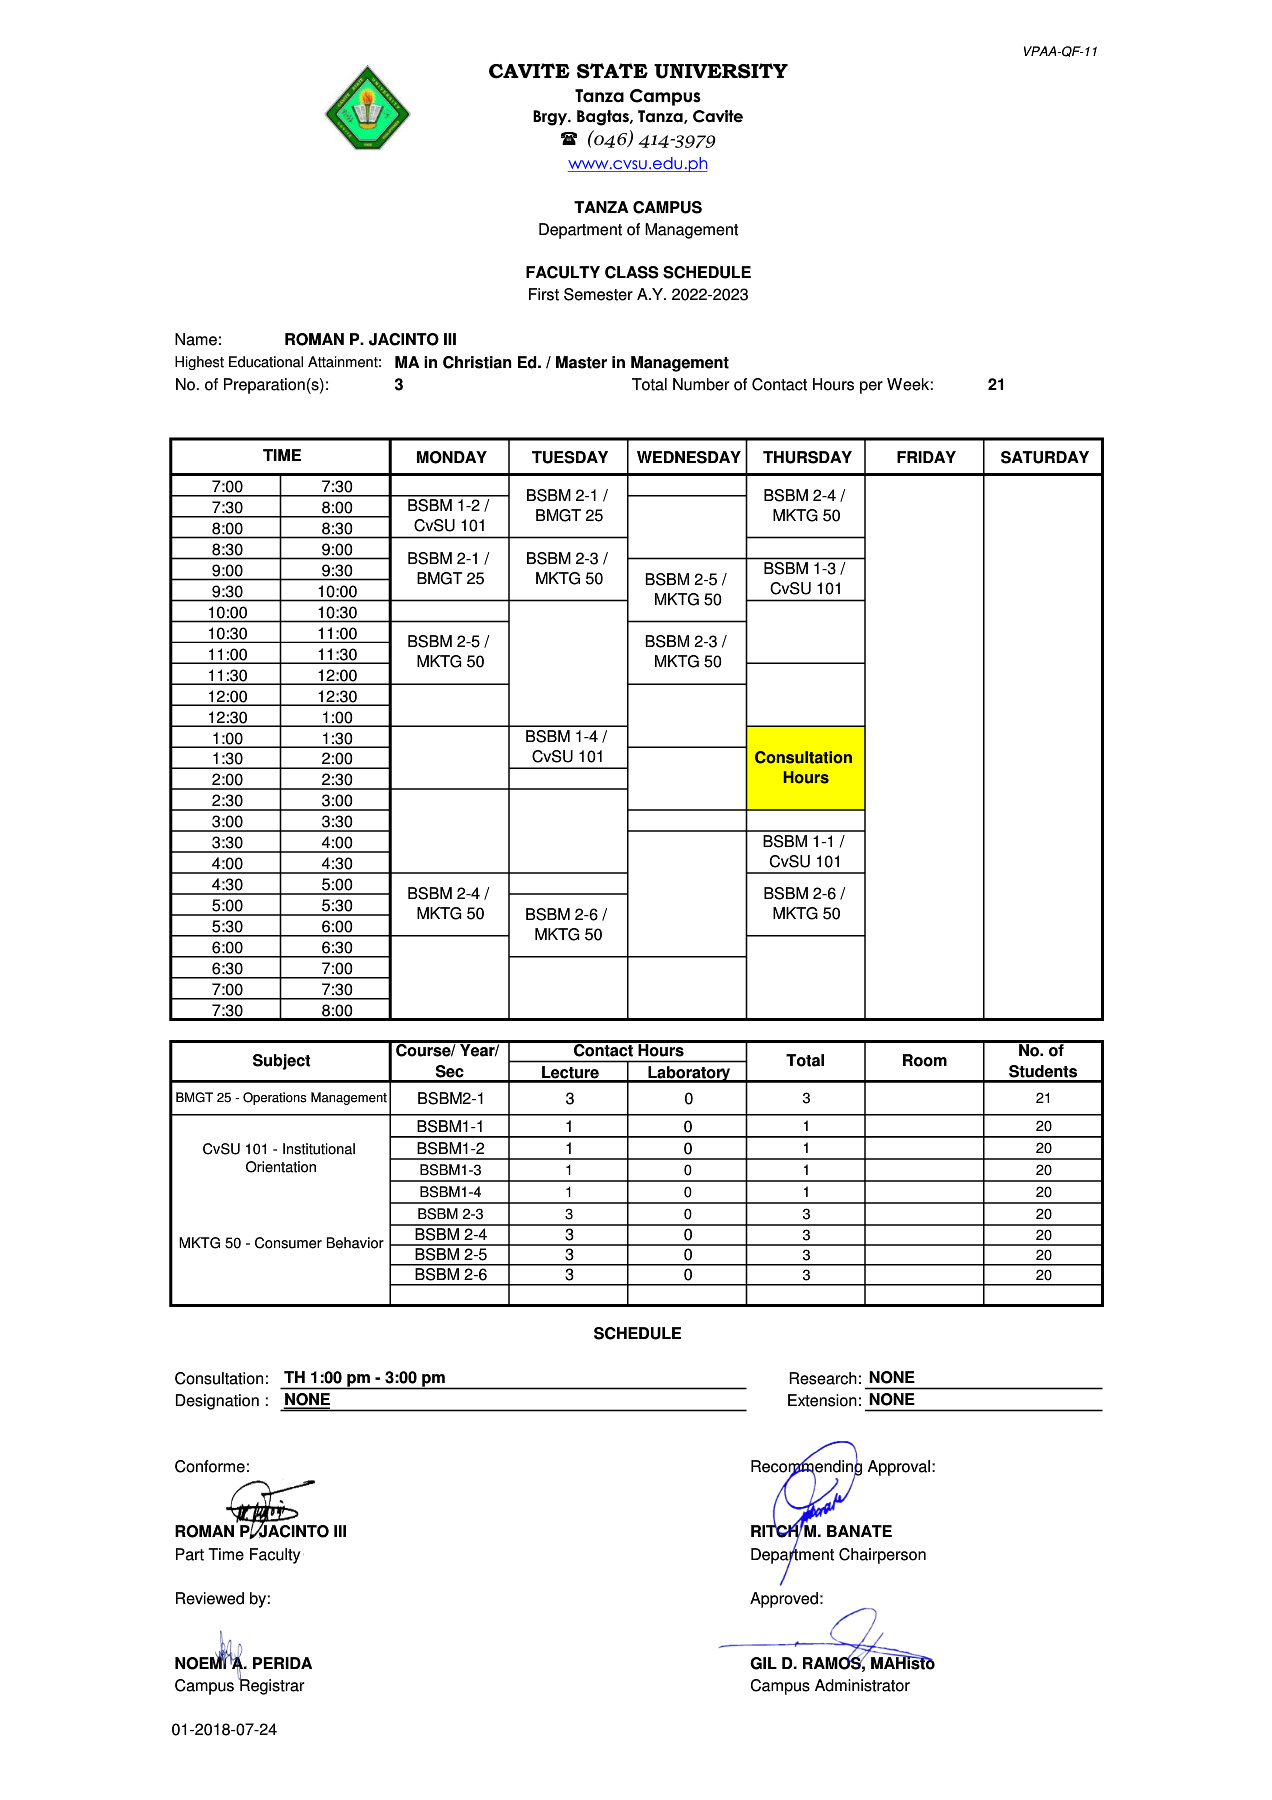 VPAA-QF-11
CAVITE STATE UNIVERSITY
Tanza Campus
Brgy. Bagtas, Tanza, Cavite
☎ (046) 414-3979
www.cvsu.edu.ph
TANZA CAMPUS
Department of Management
FACULTY CLASS SCHEDULE
First Semester A.Y. 2022-2023
Name: ROMAN P. JACINTO III
Highest Educational Attainment: MA in Christian Ed. / Master in Management
No. of Preparation(s): 3 Total Number of Contact Hours per Week: 21
TIME MONDAY TUESDAY WEDNESDAY THURSDAY FRIDAY SATURDAY
7:00 7:30
BSBM 2-1 / BSBM 2-4 /
7:30 8:00 BSBM 1-2 / BMGT 25 MKTG 50
8:00 8:30 CvSU 101
8:30 9:00
BSBM 2-1 / BSBM 2-3 /
9:00 9:30 BSBM 1-3 /
BMGT 25 MKTG 50 BSBM 2-5 /
9:30 10:00 CvSU 101
MKTG 50
10:00 10:30
10:30 11:00
BSBM 2-5 / BSBM 2-3 /
11:00 11:30
MKTG 50 MKTG 50
11:30 12:00
12:00 12:30
12:30 1:00
1:00 1:30 BSBM 1-4 /
1:30 2:00 CvSU 101 Consultation
2:00 2:30 Hours
2:30 3:00
3:00 3:30
3:30 4:00 BSBM 1-1 /
4:00 4:30 CvSU 101
4:30 5:00
BSBM 2-4 / BSBM 2-6 /
5:00 5:30
MKTG 50 BSBM 2-6 / MKTG 50
5:30 6:00
MKTG 50
6:00 6:30
6:30 7:00
7:00 7:30
7:30 8:00
Subject Course/ Year/ Sec Contact Hours Total Room No. of Students
Lecture Laboratory
BMGT 25 - Operations Management BSBM2-1 3 0 3 21
BSBM1-1 1 0 1 20
CvSU 101 - Institutional BSBM1-2 1 0 1 20
Orientation BSBM1-3 1 0 1 20
BSBM1-4 1 0 1 20
BSBM 2-3 3 0 3 20
MKTG 50 - Consumer Behavior BSBM 2-4 3 0 3 20
BSBM 2-5 3 0 3 20
BSBM 2-6 3 0 3 20
SCHEDULE
Consultation: TH 1:00 pm - 3:00 pm Research: NONE
Designation : NONE Extension: NONE
Conforme: Recommending Approval:
ROMAN P. JACINTO III RITCH M. BANATE
Part Time Faculty Department Chairperson
Reviewed by: Approved:
NOEMI A. PERIDA GIL D. RAMOS, MAHisto
Campus Registrar Campus Administrator
01-2018-07-24